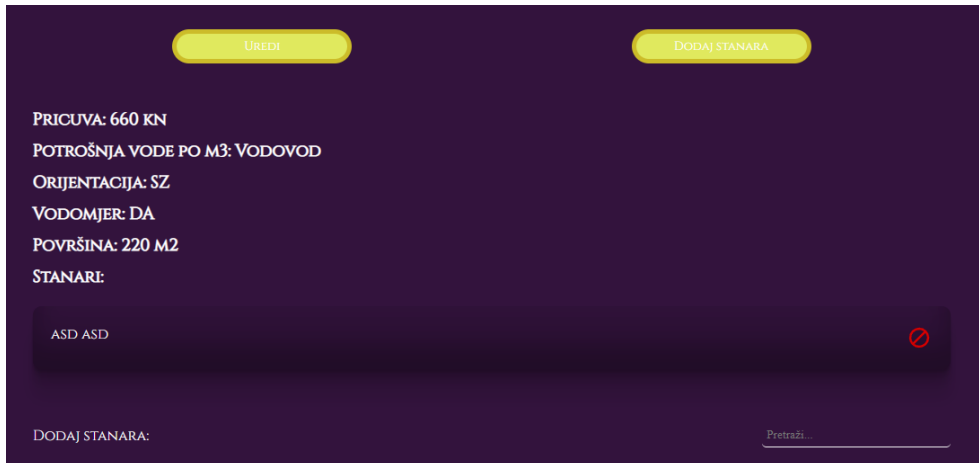 Uredi
Dodaj stanara
Pricuva: 660 kn
Potrošnja vode po m3: Vodovod
Orijentacija: SZ
Vodomjer: DA
Površina: 220 m2
Stanari:
asd asd
Dodaj stanara:
Pretraži...